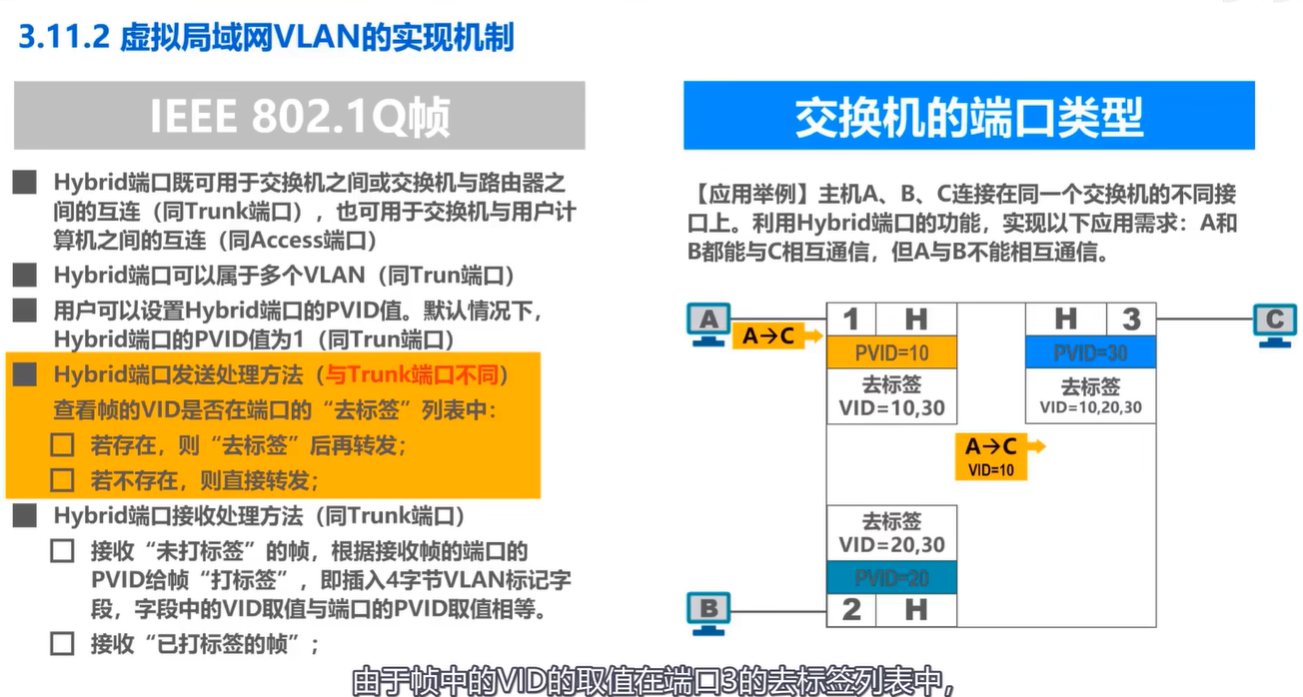 3.11.2 虚拟局域网VLAN的实现机制
IEEE 802.1Q帧
Hybrid端口既可用于交换机之间或交换机与路由器之
间的互连（同Trunk端口），也可用于交换机与用户计
算机之间的互连（同Access端口）
Hybrid端口可以属于多个VLAN（同Trun端口）
用户可以设置Hybrid端口的PVID值。默认情况下，
Hybrid端口的PVID值为1（同Trun端口）
Hybrid端口发送处理方法（与Trunk端口不同）
查看帧的VID是否在端口的“去标签”列表中：
若存在，则“去标签”后再转发；
若不存在，则直接转发；
Hybrid端口接收处理方法（同Trunk端口）
接收“未打标签”的帧，根据接收帧的端口的
PVID给帧“打标签”，即插入4字节VLAN标记字
段，字段中的VID取值与端口的PVID取值相等。
接收“已打标签的帧”；
交换机的端口类型
【应用举例】主机A、B、C连接在同一个交换机的不同接
口上。利用Hybrid端口的功能，实现以下应用需求：A和
B都能与C相互通信，但A与B不能相互通信。
A
A→C
1 H
PVID=10
去标签
VID=10,30
H 3
PVID=30
去标签
VID=10,20,30
C
A→C
VID=10
去标签
VID=20,30
PVID=20
2 H
B
由于帧中的VID的取值在端口3的去标签列表中，